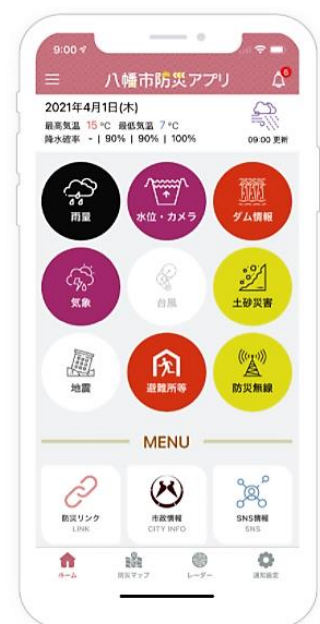 9:00
八幡市防災アプリ
6
2021年4月1日(木)
最高気温 15 °C 最低気温 7 °C
降水確率 - | 90% | 90% | 100%
09:00 更新
雨量
水位・カメラ
ダム情報
気象
台風
土砂災害
地震
避難所等
防災無線
MENU
防災リンク
LINK
市政情報
CITY INFO
SNS情報
SNS
ホーム
防災マップ
レーダー
通知設定